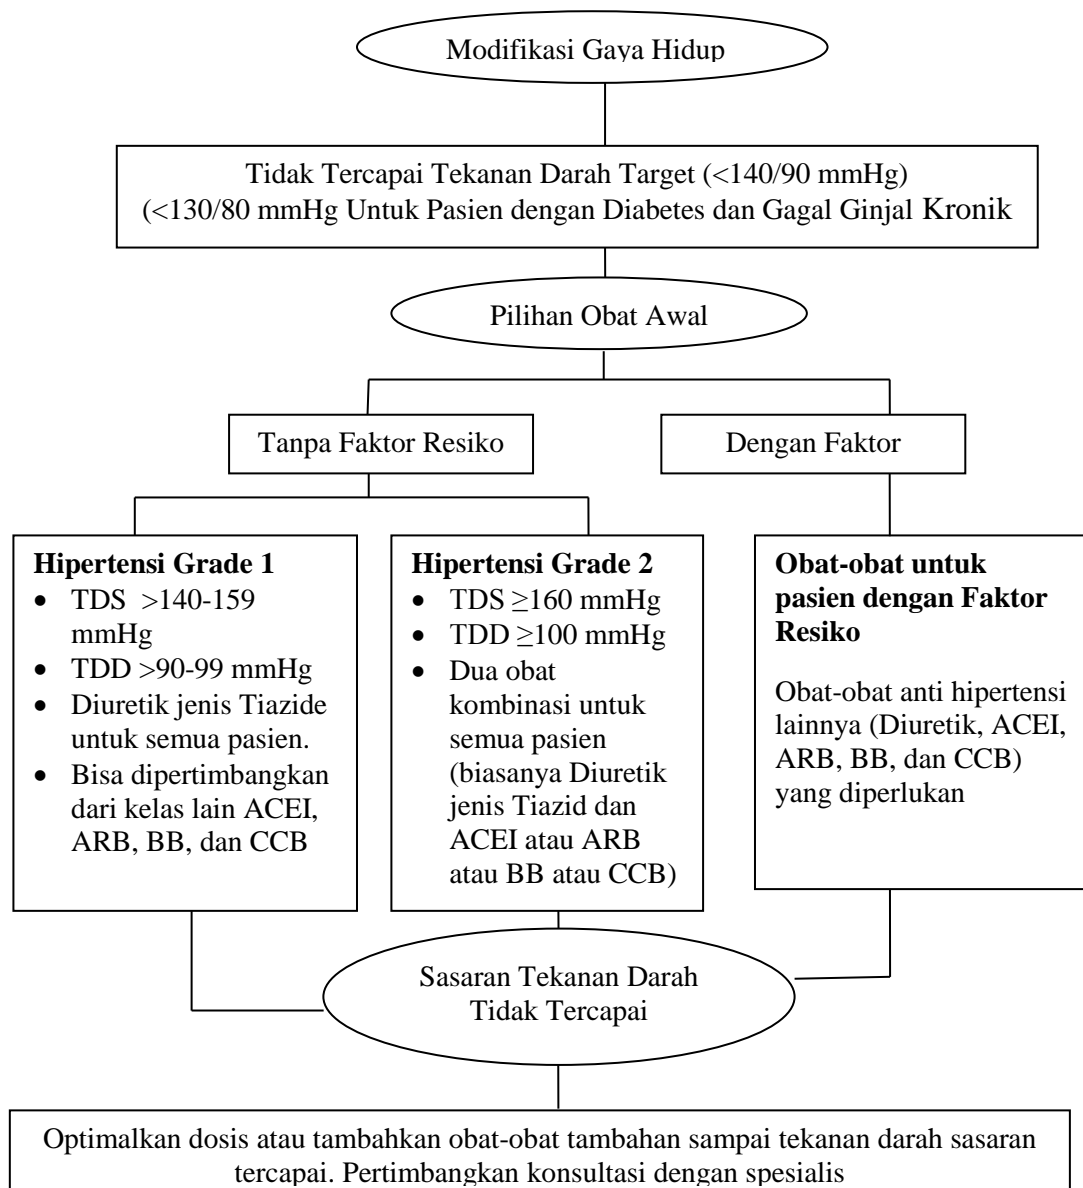 Modifikasi Gaya Hidup
Tidak Tercapai Tekanan Darah Target (<140/90 mmHg)
(<130/80 mmHg Untuk Pasien dengan Diabetes dan Gagal Ginjal Kronik
Pilihan Obat Awal
Tanpa Faktor Resiko
Dengan Faktor
Hipertensi Grade 1
• TDS >140-159
mmHg
• TDD >90-99 mmHg
• Diuretik jenis Tiazide
untuk semua pasien.
• Bisa dipertimbangkan
dari kelas lain ACEI,
ARB, BB, dan CCB
Hipertensi Grade 2
• TDS ≥160 mmHg
• TDD ≥100 mmHg
• Dua obat
kombinasi untuk
semua pasien
(biasanya Diuretik
jenis Tiazid dan
ACEI atau ARB
atau BB atau CCB)
Obat-obat untuk
pasien dengan Faktor
Resiko
Obat-obat anti hipertensi
lainnya (Diuretik, ACEI,
ARB, BB, dan CCB)
yang diperlukan
Sasaran Tekanan Darah
Tidak Tercapai
Optimalkan dosis atau tambahkan obat-obat tambahan sampai tekanan darah sasaran
tercapai. Pertimbangkan konsultasi dengan spesialis